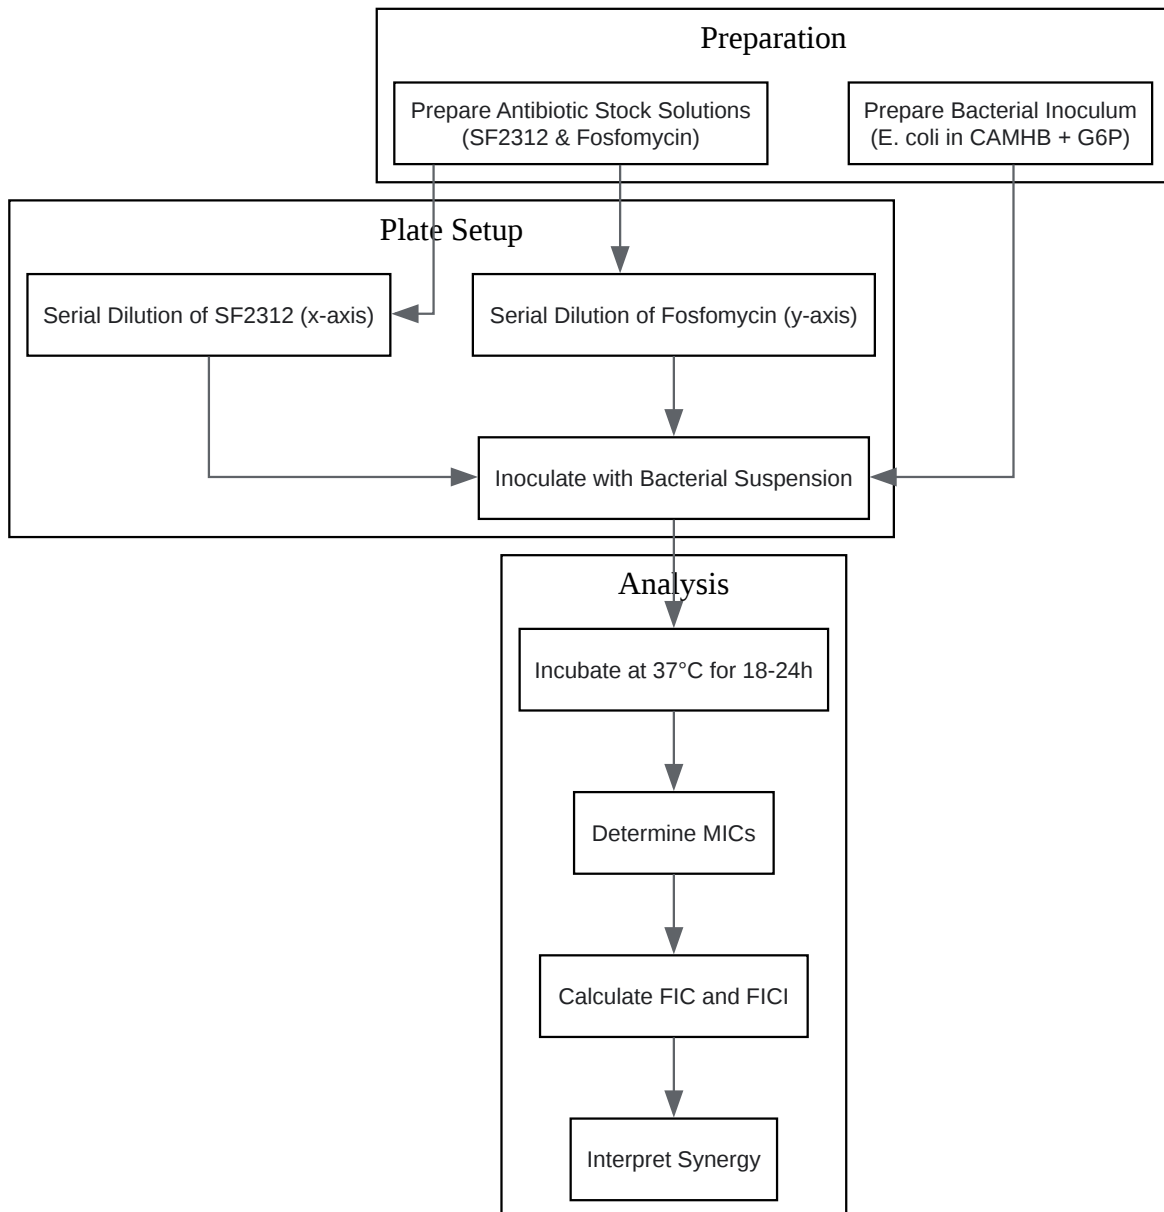 Preparation
Prepare Antibiotic Stock Solutions
(SF2312 & Fosfomycin)
Prepare Bacterial Inoculum
(E. coli in CAMHB + G6P)
Plate Setup
Serial Dilution of SF2312 (x-axis)
Serial Dilution of Fosfomycin (y-axis)
Inoculate with Bacterial Suspension
Analysis
Incubate at 37°C for 18-24h
Determine MICs
Calculate FIC and FICI
Interpret Synergy